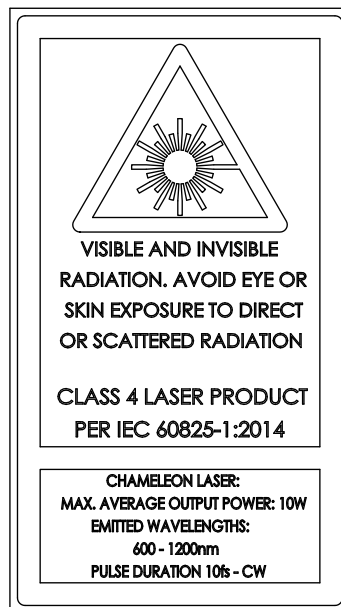 VISIBLE AND INVISIBLE
RADIATION. AVOID EYE OR
SKIN EXPOSURE TO DIRECT
OR SCATTERED RADIATION
CLASS 4 LASER PRODUCT
PER IEC 60825-1:2014
CHAMELEON LASER:
MAX. AVERAGE OUTPUT POWER: 10W
EMITTED WAVELENGTHS:
600 - 1200nm
PULSE DURATION 10fs - CW